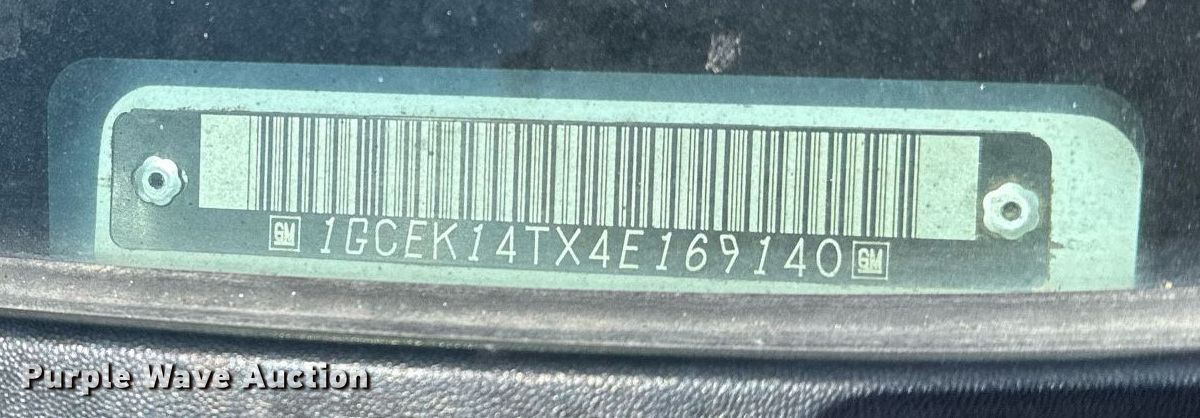 GM 1GCEK14TX4E169140 GM
Purple Wave Auction